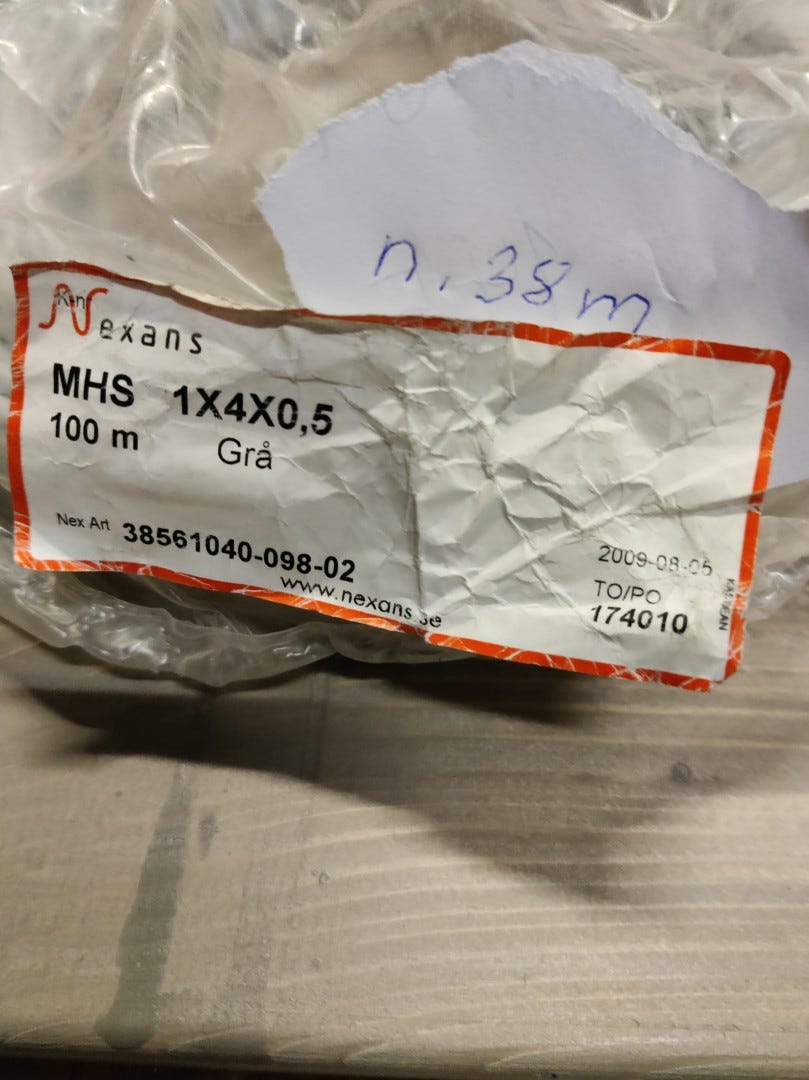 n. 38 m
Nexans
MHS 1X4X0,5
100 m Grå
Nex Art 38561040-098-02
www.nexans.se
2009-08-05
TO/PO
174010